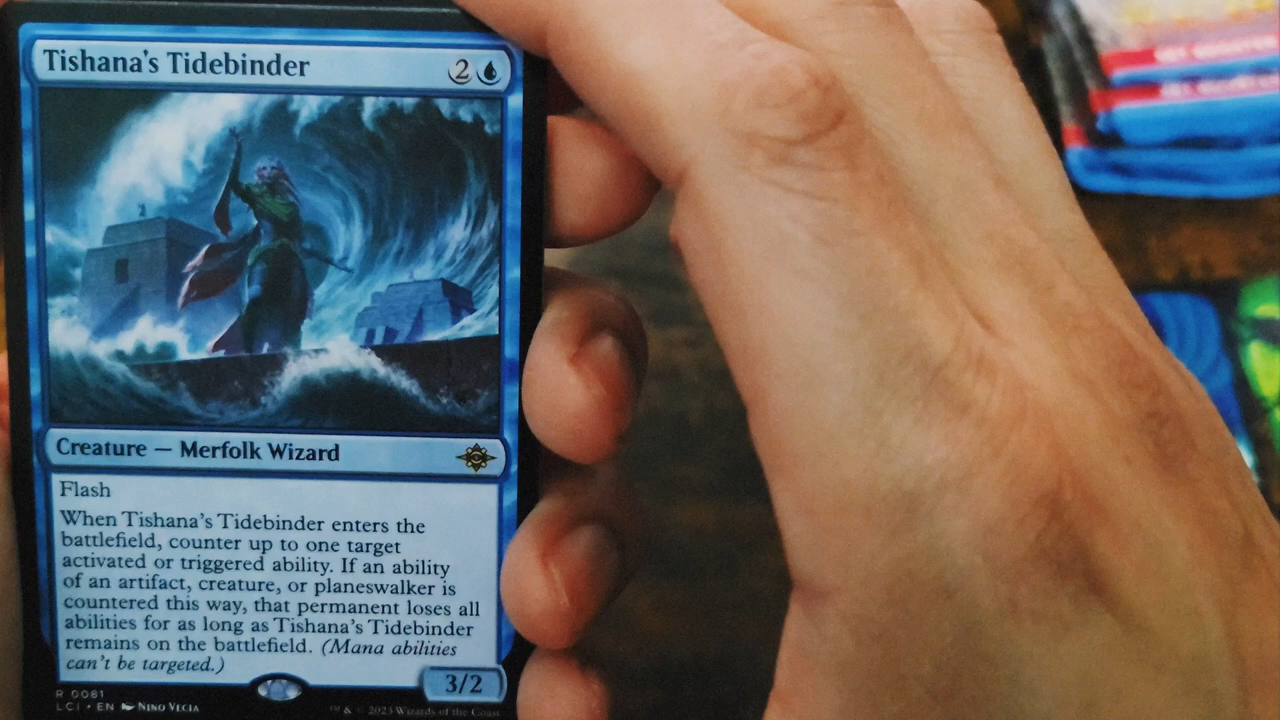 Tishana's Tidebinder 2
Creature — Merfolk Wizard
Flash
When Tishana's Tidebinder enters the
battlefield, counter up to one target
activated or triggered ability. If an ability
of an artifact, creature, or planeswalker is
countered this way, that permanent loses all
abilities for as long as Tishana's Tidebinder
remains on the battlefield. (Mana abilities
can't be targeted.)
3/2
R 0081
LCI • EN NINO VECIA
™ & © 2023 Wizards of the Coast